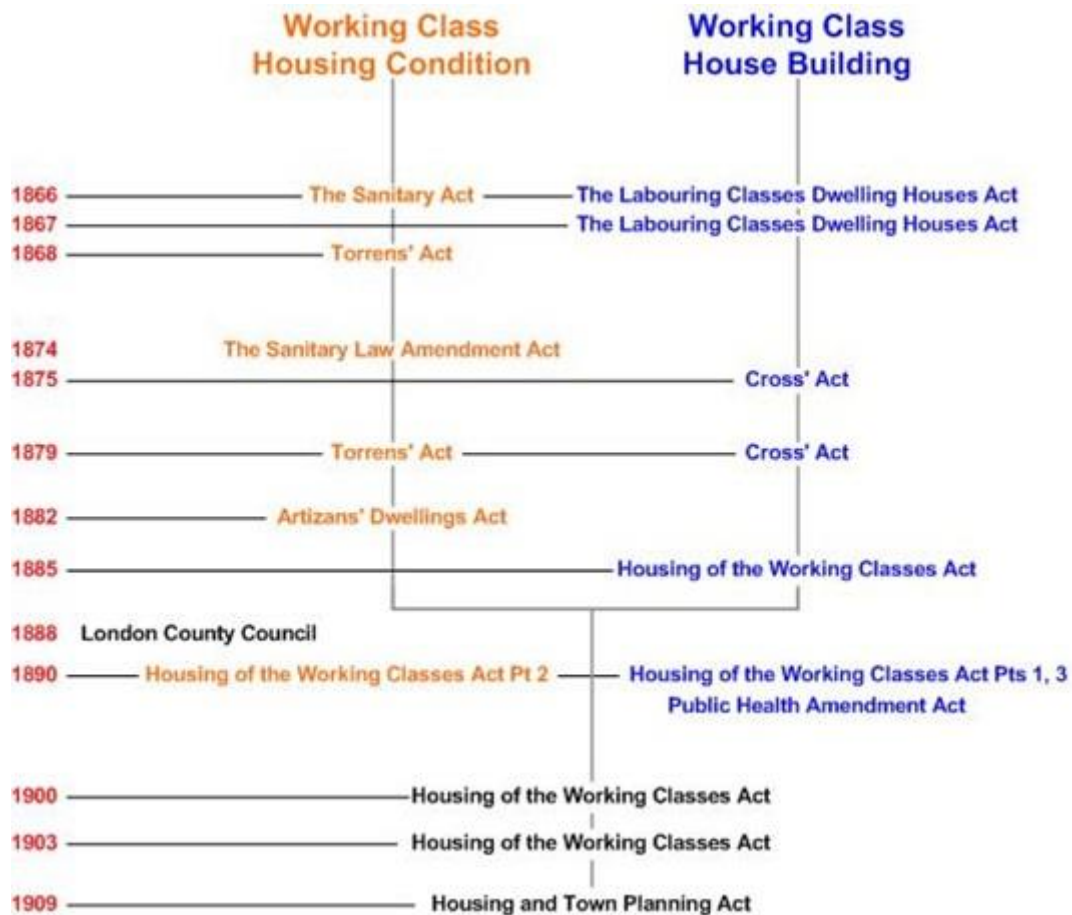 Working Class
Housing Condition
Working Class
House Building
1866 The Sanitary Act The Labouring Classes Dwelling Houses Act
1867 The Labouring Classes Dwelling Houses Act
1868 Torrens' Act
1874 The Sanitary Law Amendment Act
1875 Cross' Act
1879 Torrens' Act Cross' Act
1882 Artizans' Dwellings Act
1885 Housing of the Working Classes Act
1888 London County Council
1890 Housing of the Working Classes Act Pt 2 Housing of the Working Classes Act Pts 1, 3
Public Health Amendment Act
1900 Housing of the Working Classes Act
1903 Housing of the Working Classes Act
1909 Housing and Town Planning Act